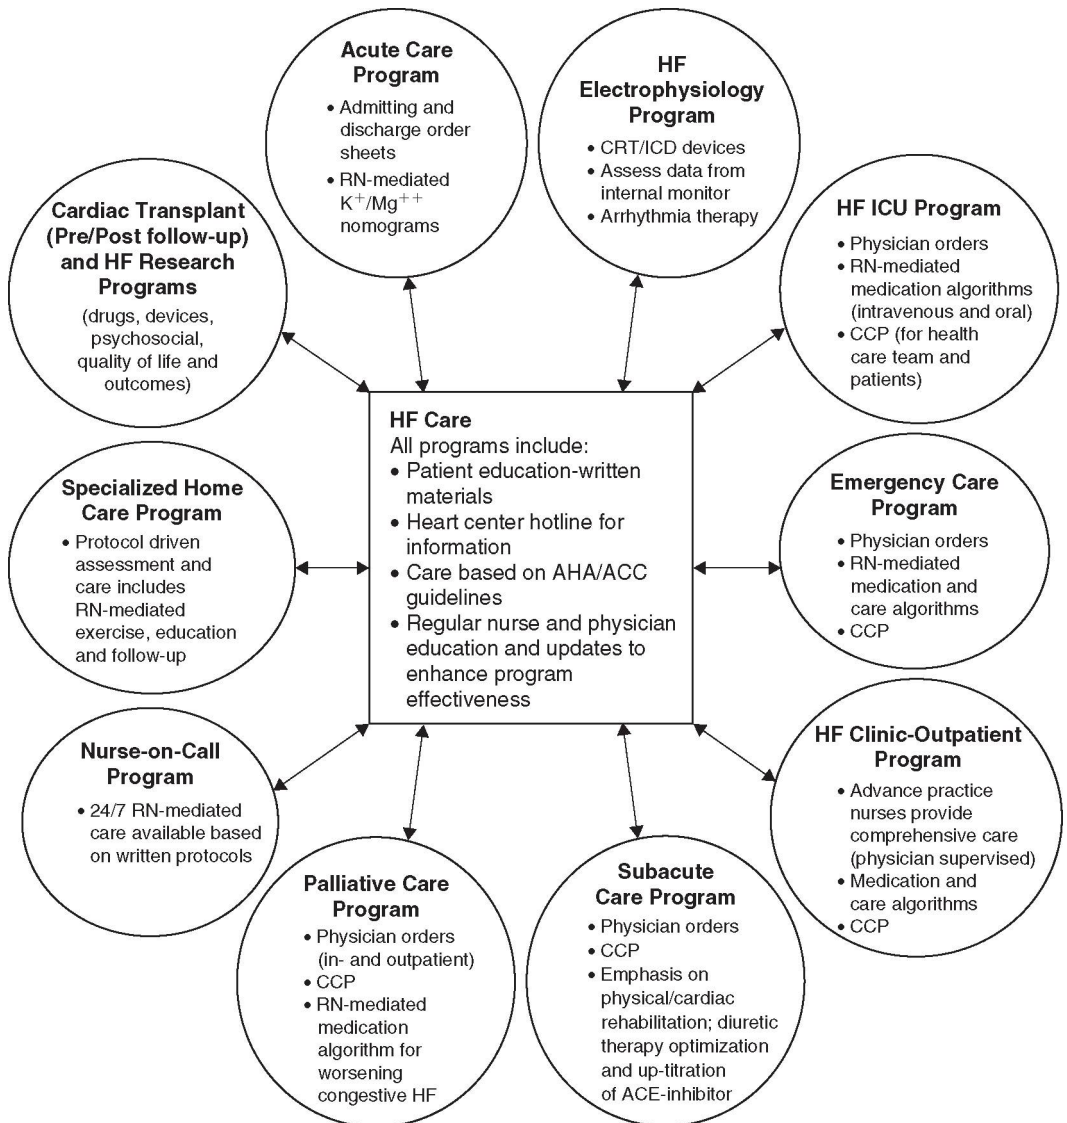 Acute Care
Program
• Admitting and
discharge order
sheets
• RN-mediated
K⁺/Mg⁺⁺
nomograms
HF
Electrophysiology
Program
• CRT/ICD devices
• Assess data from
internal monitor
• Arrhythmia therapy
HF ICU Program
• Physician orders
• RN-mediated
medication algorithms
(intravenous and oral)
• CCP (for health
care team and
patients)
Emergency Care
Program
• Physician orders
• RN-mediated
medication and
care algorithms
• CCP
HF Clinic-Outpatient
Program
• Advance practice
nurses provide
comprehensive care
(physician supervised)
• Medication and
care algorithms
• CCP
Subacute
Care Program
• Physician orders
• CCP
• Emphasis on
physical/cardiac
rehabilitation; diuretic
therapy optimization
and up-titration
of ACE-inhibitor
Palliative Care
Program
• Physician orders
(in- and outpatient)
• CCP
• RN-mediated
medication
algorithm for
worsening
congestive HF
Nurse-on-Call
Program
• 24/7 RN-mediated
care available based
on written protocols
Specialized Home
Care Program
• Protocol driven
assessment and
care includes
RN-mediated
exercise, education
and follow-up
Cardiac Transplant
(Pre/Post follow-up)
and HF Research
Programs
(drugs, devices,
psychosocial,
quality of life and
outcomes)
HF Care
All programs include:
• Patient education-written
materials
• Heart center hotline for
information
• Care based on AHA/ACC
guidelines
• Regular nurse and physician
education and updates to
enhance program
effectiveness